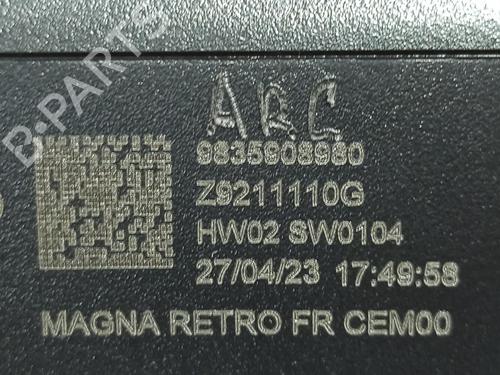 ARC
9835908980
Z9211110G
HW02 SW0104
27/04/23 17:49:58
MAGNA RETRO FR CEM00
B-PARTS